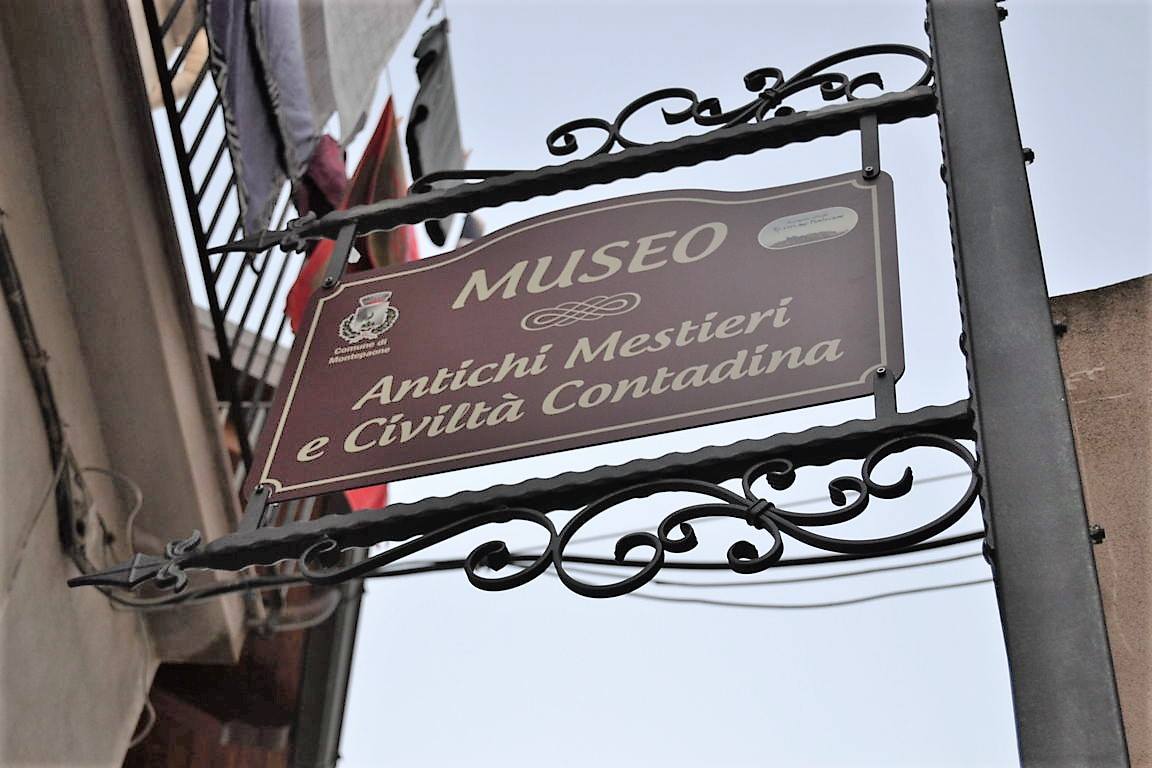 MUSEO
Antichi Mestieri
e Civiltà Contadina
Comune di
Montepaone